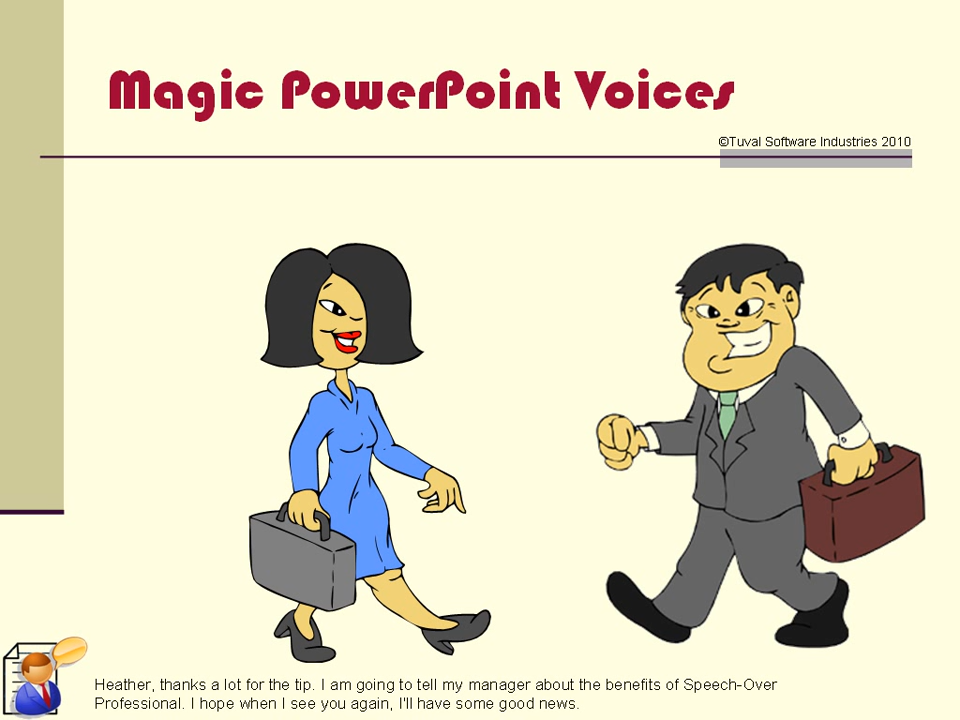 Magic PowerPoint Voices
©Tuval Software Industries 2010
Heather, thanks a lot for the tip. I am going to tell my manager about the benefits of Speech-Over
Professional. I hope when I see you again, I'll have some good news.